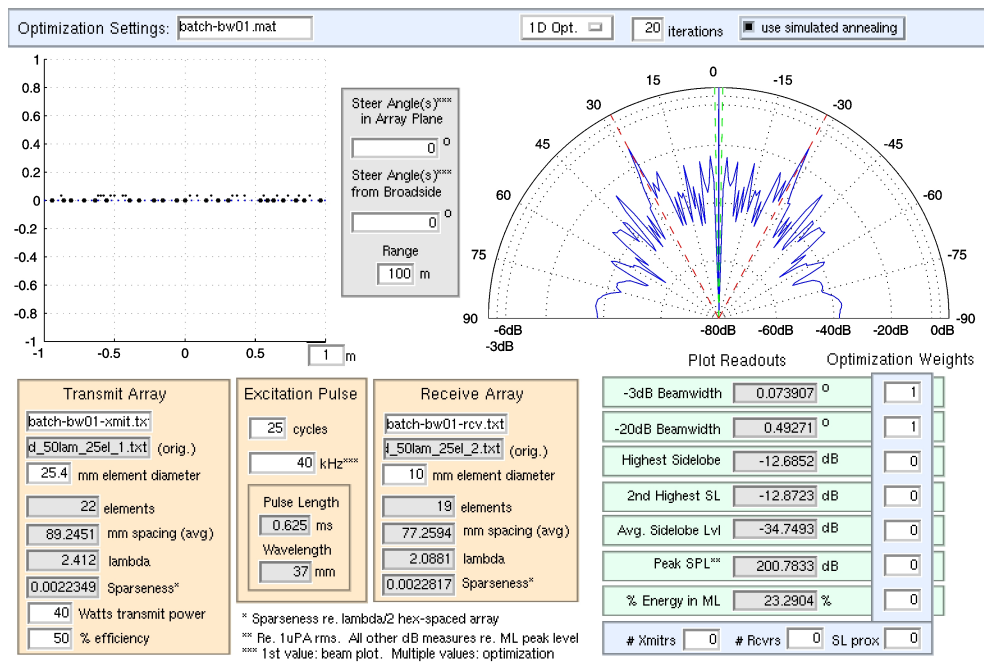 Optimization Settings: batch-bw01.mat 1D Opt. 20 iterations use simulated annealing
1
0.8
0.6
0.4
0.2
0
-0.2
-0.4
-0.6
-0.8
-1
-1 -0.5 0 0.5 1 m
Steer Angle(s)***
in Array Plane
0 °
Steer Angle(s)***
from Broadside
0 °
Range
100 m
90 75 60 45 30 15 0 -15 -30 -45 -60 -75 -90
-6dB -80dB -60dB -40dB -20dB 0dB
-3dB
Transmit Array
batch-bw01-xmit.tx
d_50lam_25el_1.txt (orig.)
25.4 mm element diameter
22 elements
89.2451 mm spacing (avg)
2.412 lambda
0.0022349 Sparseness*
40 Watts transmit power
50 % efficiency
Excitation Pulse
25 cycles
40 kHz***
Pulse Length
0.625 ms
Wavelength
37 mm
Receive Array
batch-bw01-rcv.txt
d_50lam_25el_2.txt (orig.)
10 mm element diameter
19 elements
77.2594 mm spacing (avg)
2.0881 lambda
0.0022817 Sparseness*
* Sparseness re. lambda/2 hex-spaced array
** Re. 1uPA rms. All other dB measures re. ML peak level
*** 1st value: beam plot. Multiple values: optimization
Plot Readouts Optimization Weights
-3dB Beamwidth 0.073907 ° 1
-20dB Beamwidth 0.49271 ° 1
Highest Sidelobe -12.6852 dB 0
2nd Highest SL -12.8723 dB 0
Avg. Sidelobe Lvl -34.7493 dB 0
Peak SPL** 200.7833 dB 0
% Energy in ML 23.2904 % 0
# Xmitrs 0 # Rcvrs 0 SL prox 0